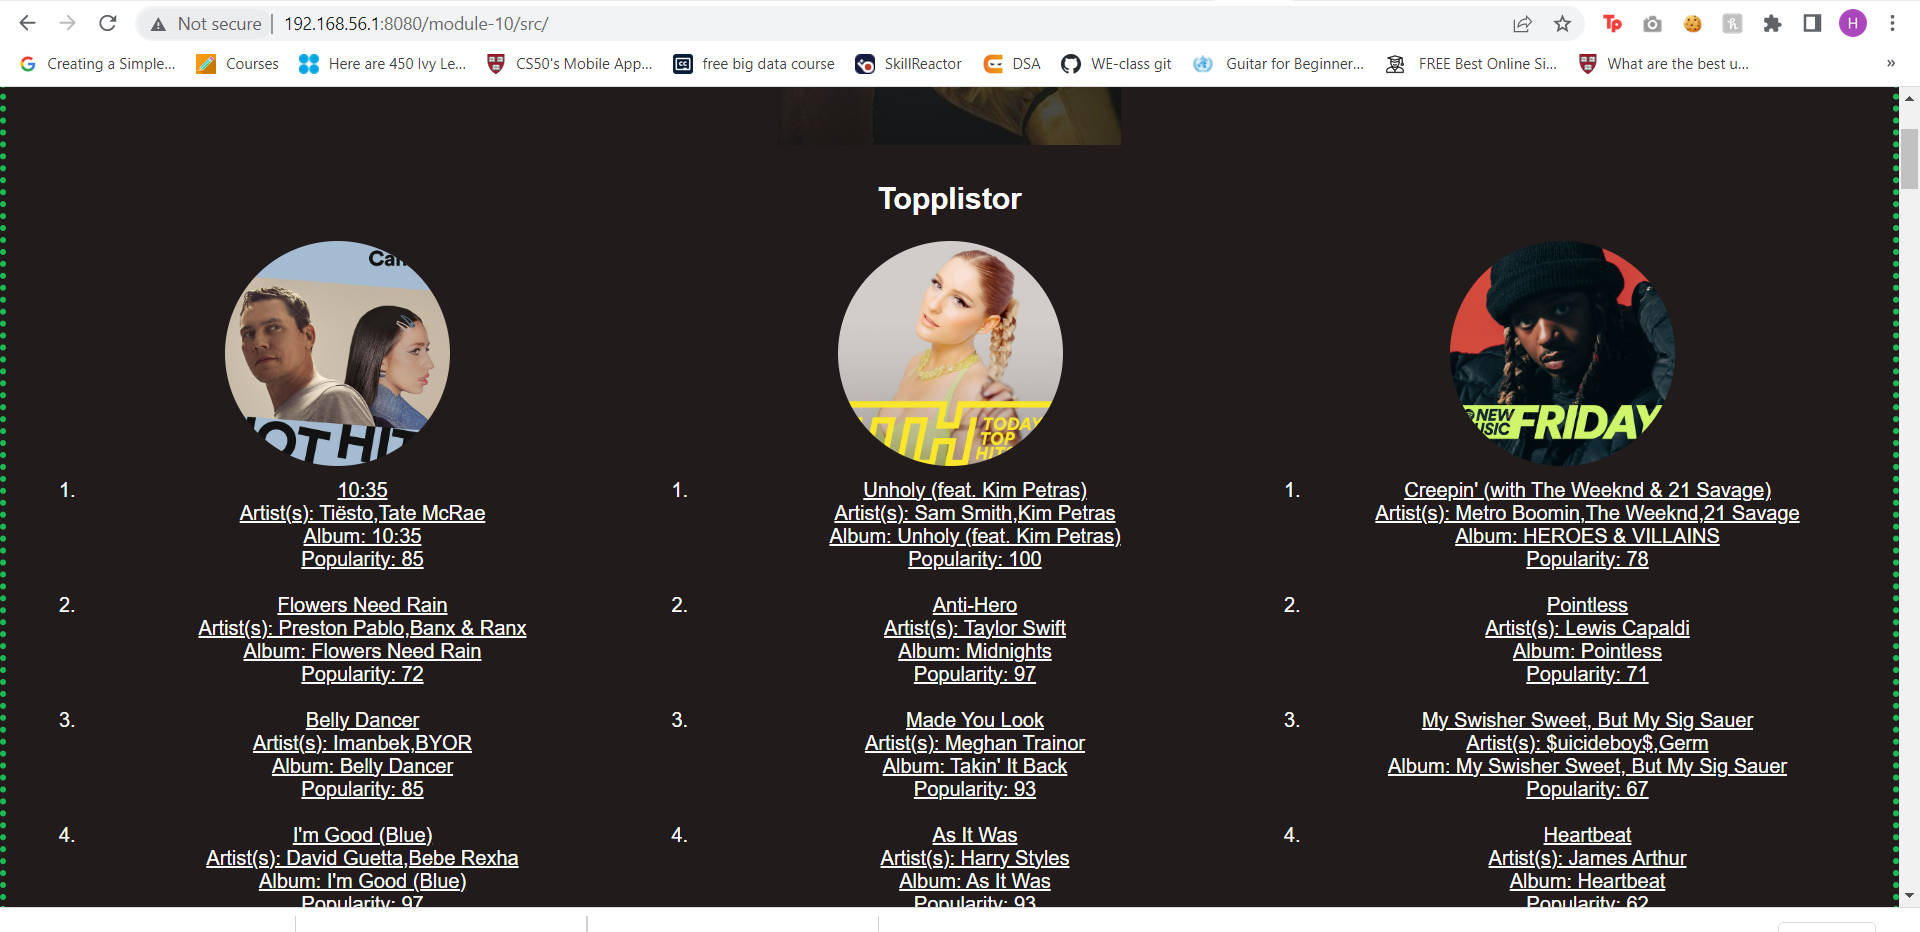 Not secure | 192.168.56.1:8080/module-10/src/
H
Creating a Simple...
Courses
Here are 450 Ivy Le...
CS50's Mobile App...
free big data course
SkillReactor
DSA
WE-class git
Guitar for Beginner...
FREE Best Online Si...
What are the best u...
»
Topplistor
Can
HOT HIT
1.
10:35
Artist(s): Tiësto,Tate McRae
Album: 10:35
Popularity: 85
2.
Flowers Need Rain
Artist(s): Preston Pablo,Banx & Ranx
Album: Flowers Need Rain
Popularity: 72
3.
Belly Dancer
Artist(s): Imanbek,BYOR
Album: Belly Dancer
Popularity: 85
4.
I'm Good (Blue)
Artist(s): David Guetta,Bebe Rexha
Album: I'm Good (Blue)
Popularity: 97
TODAY
TOP
HIT
1.
Unholy (feat. Kim Petras)
Artist(s): Sam Smith,Kim Petras
Album: Unholy (feat. Kim Petras)
Popularity: 100
2.
Anti-Hero
Artist(s): Taylor Swift
Album: Midnights
Popularity: 97
3.
Made You Look
Artist(s): Meghan Trainor
Album: Takin' It Back
Popularity: 93
4.
As It Was
Artist(s): Harry Styles
Album: As It Was
Popularity: 93
NEW
MUSIC FRIDAY
1.
Creepin' (with The Weeknd & 21 Savage)
Artist(s): Metro Boomin,The Weeknd,21 Savage
Album: HEROES & VILLAINS
Popularity: 78
2.
Pointless
Artist(s): Lewis Capaldi
Album: Pointless
Popularity: 71
3.
My Swisher Sweet, But My Sig Sauer
Artist(s): $uicideboy$,Germ
Album: My Swisher Sweet, But My Sig Sauer
Popularity: 67
4.
Heartbeat
Artist(s): James Arthur
Album: Heartbeat
Popularity: 62